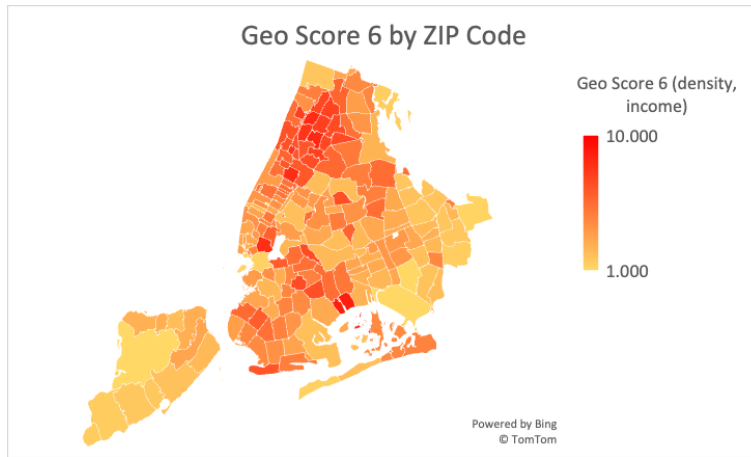 Geo Score 6 by ZIP Code
Geo Score 6 (density,
income)
10.000
1.000
Powered by Bing
© TomTom